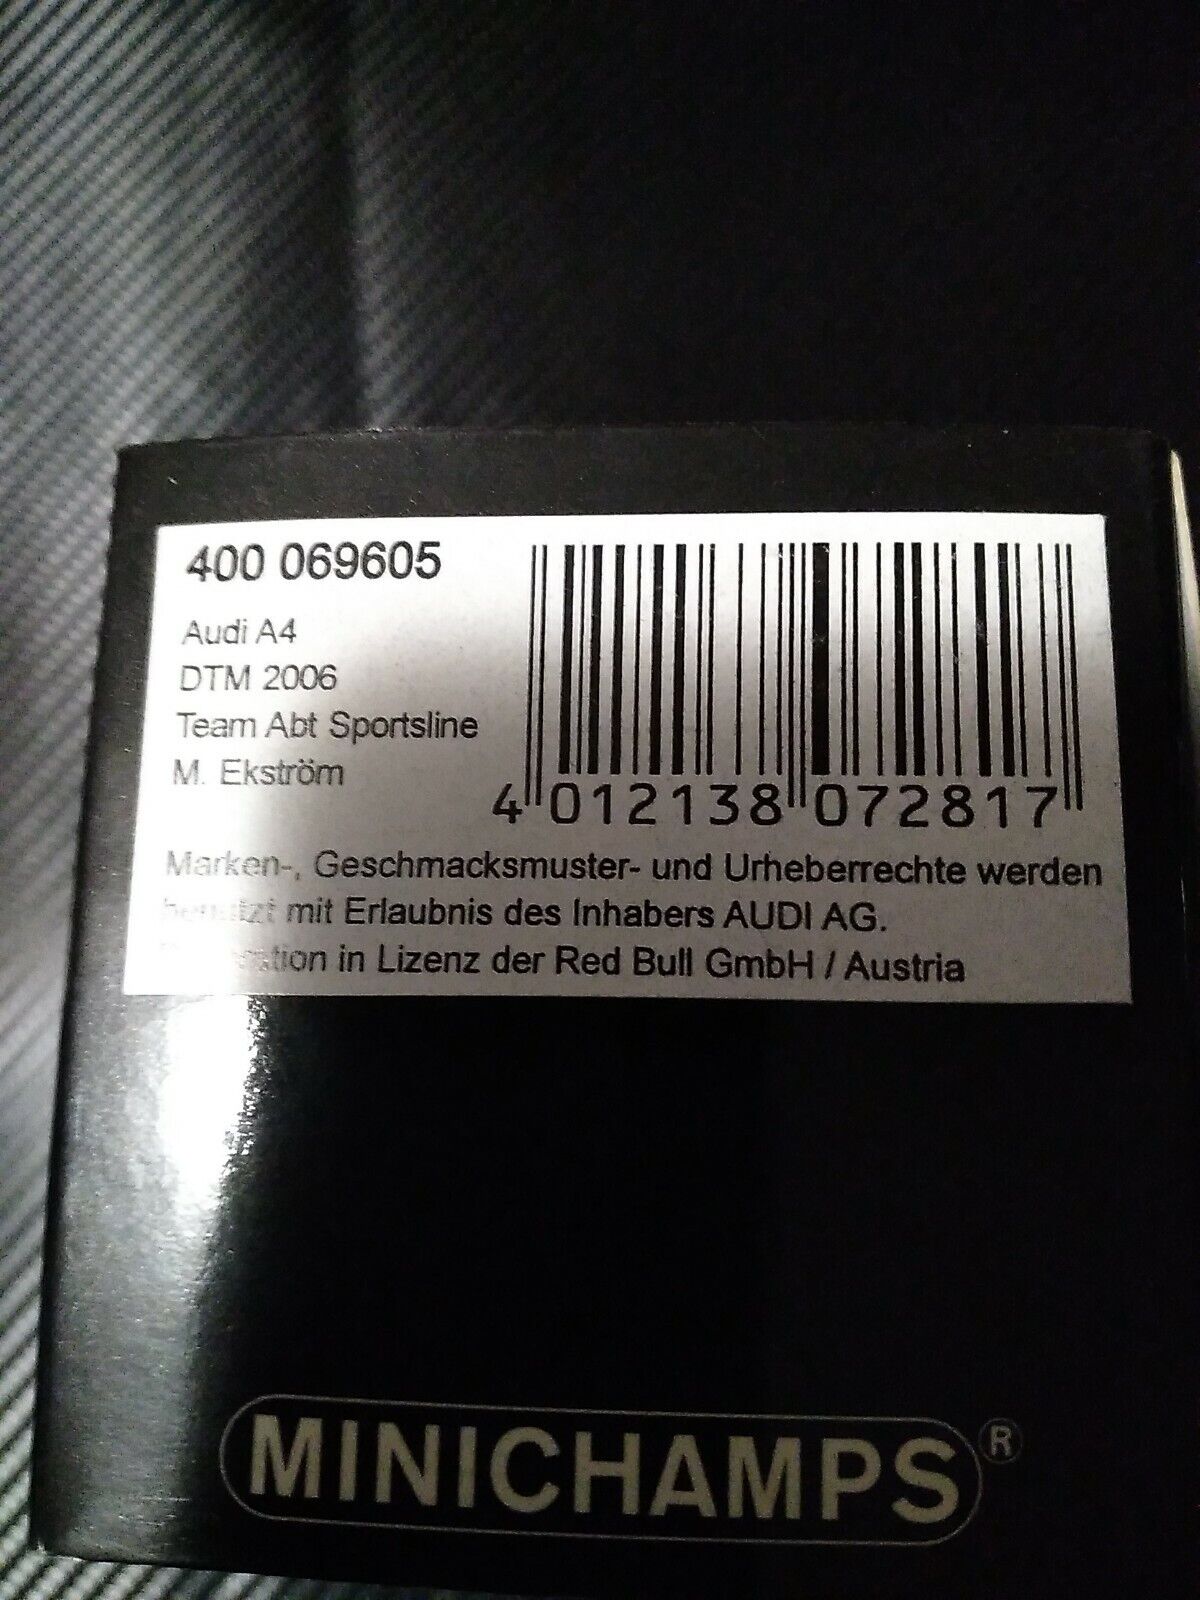 400 069605
Audi A4
DTM 2006
Team Abt Sportsline
M. Ekström
4 012138 072817
Marken-, Geschmacksmuster- und Urheberrechte werden
benutzt mit Erlaubnis des Inhabers AUDI AG.
in Lizenz der Red Bull GmbH / Austria
MINICHAMPS®